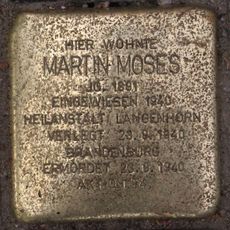 HIER WOHNTE
MARTIN MOSES
JG. 1891
EINGEWIESEN 1940
HEILANSTALT LANGENHORN
VERLEGT 23.9.1940
BRANDENBURG
ERMORDET 23.9.1940
AKTION T4